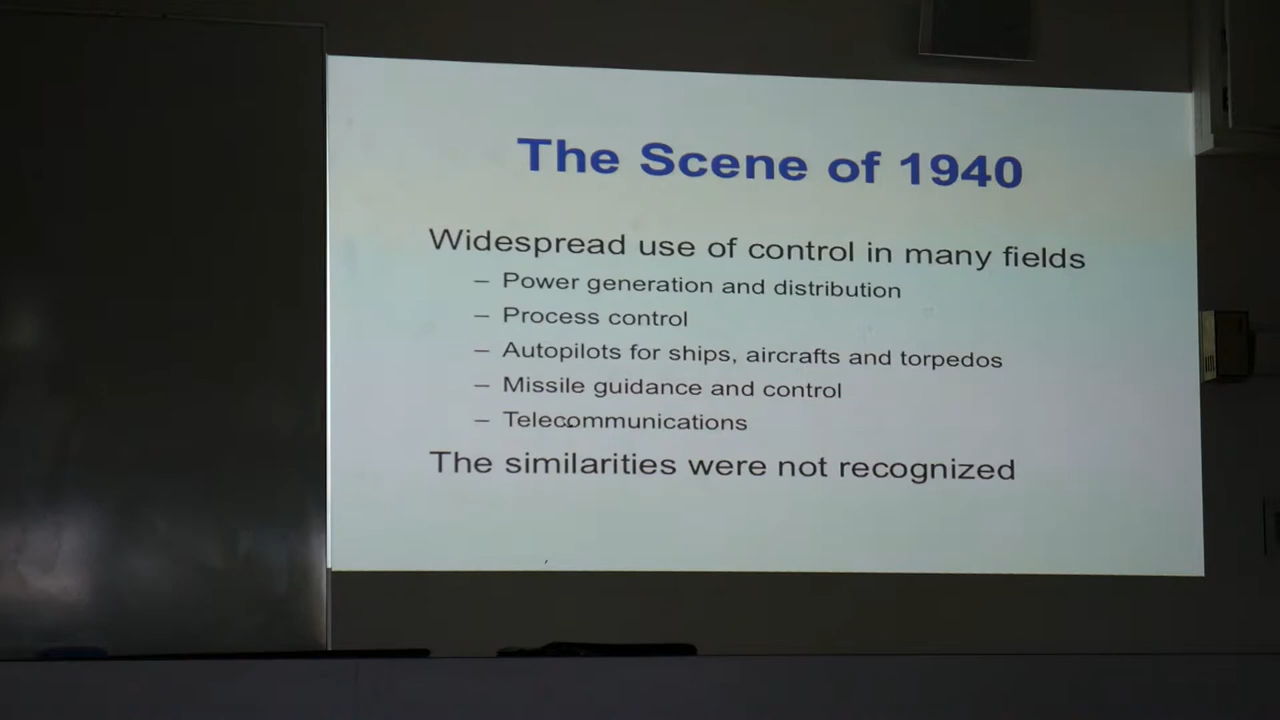 The Scene of 1940
Widespread use of control in many fields
– Power generation and distribution
– Process control
– Autopilots for ships, aircrafts and torpedos
– Missile guidance and control
– Telecommunications
The similarities were not recognized